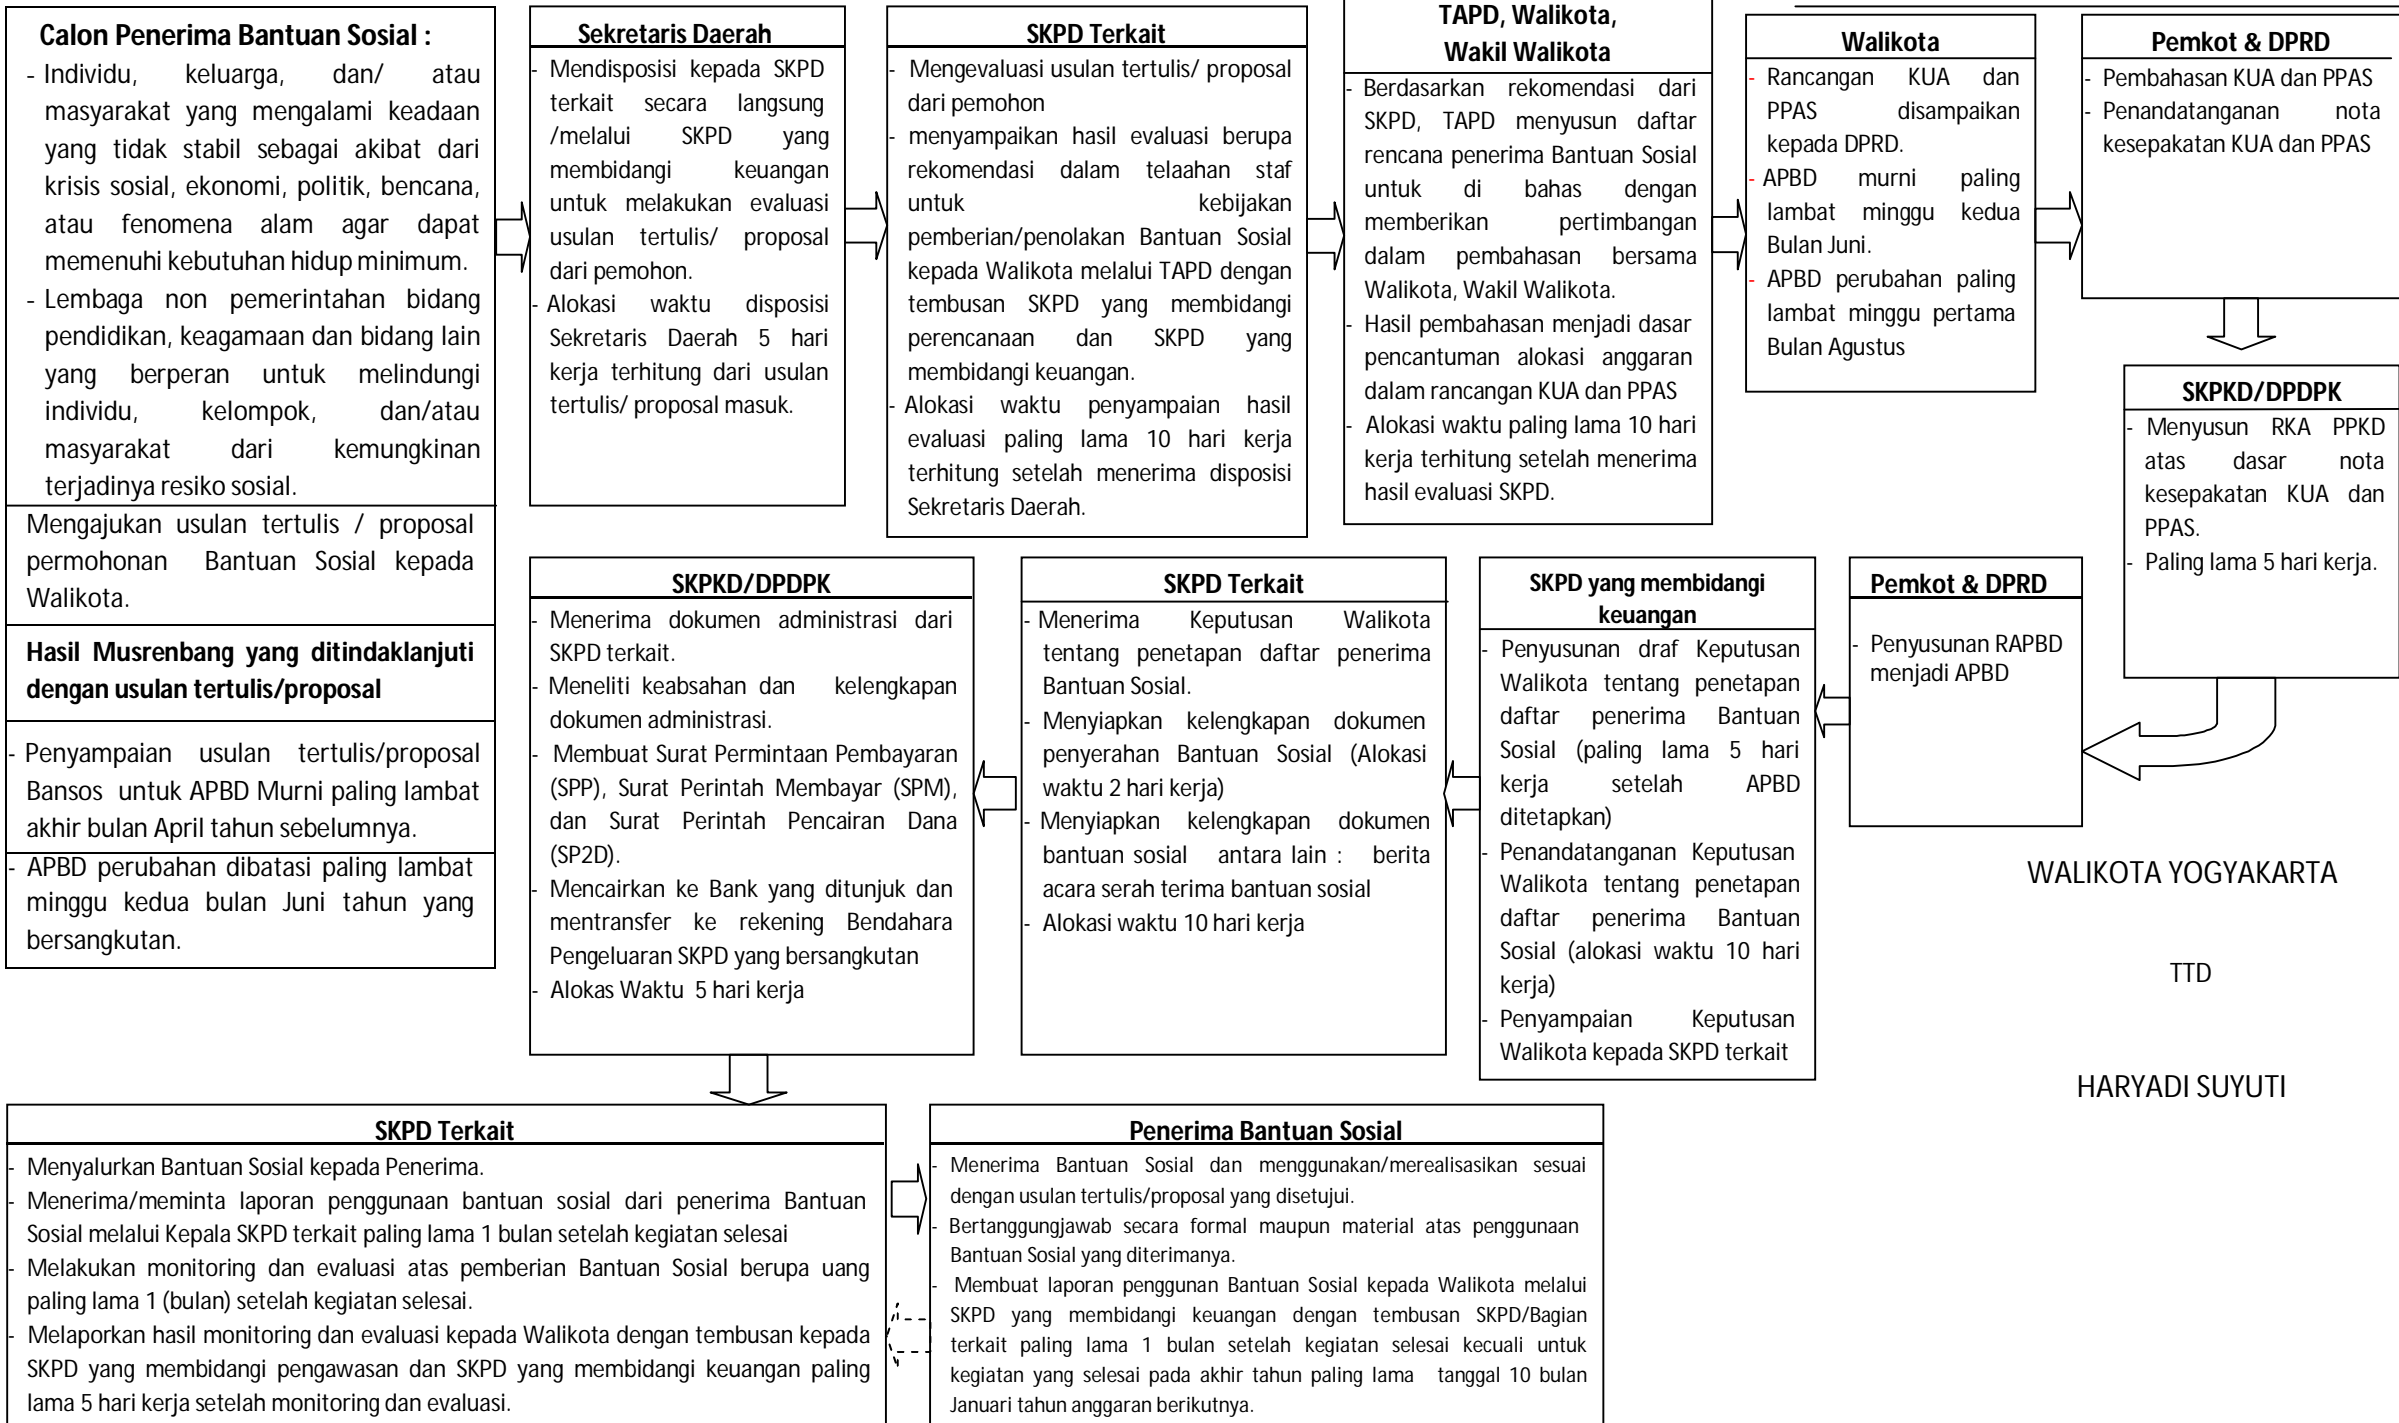 Calon Penerima Bantuan Sosial :
- Individu, keluarga, dan/ atau
masyarakat yang mengalami keadaan
yang tidak stabil sebagai akibat dari
krisis sosial, ekonomi, politik, bencana,
atau fenomena alam agar dapat
memenuhi kebutuhan hidup minimum.
- Lembaga non pemerintahan bidang
pendidikan, keagamaan dan bidang lain
yang berperan untuk melindungi
individu, kelompok, dan/atau
masyarakat dari kemungkinan
terjadinya resiko sosial.
Mengajukan usulan tertulis / proposal
permohonan Bantuan Sosial kepada
Walikota.
Hasil Musrenbang yang ditindaklanjuti
dengan usulan tertulis/proposal
- Penyampaian usulan tertulis/proposal
Bansos untuk APBD Murni paling lambat
akhir bulan April tahun sebelumnya.
- APBD perubahan dibatasi paling lambat
minggu kedua bulan Juni tahun yang
bersangkutan.
Sekretaris Daerah
- Mendisposisi kepada SKPD
terkait secara langsung
/melalui SKPD yang
membidangi keuangan
untuk melakukan evaluasi
usulan tertulis/ proposal
dari pemohon.
- Alokasi waktu disposisi
Sekretaris Daerah 5 hari
kerja terhitung dari usulan
tertulis/ proposal masuk.
SKPD Terkait
- Mengevaluasi usulan tertulis/ proposal
dari pemohon
- menyampaikan hasil evaluasi berupa
rekomendasi dalam telaahan staf
untuk kebijakan
pemberian/penolakan Bantuan Sosial
kepada Walikota melalui TAPD dengan
tembusan SKPD yang membidangi
perencanaan dan SKPD yang
membidangi keuangan.
- Alokasi waktu penyampaian hasil
evaluasi paling lama 10 hari kerja
terhitung setelah menerima disposisi
Sekretaris Daerah.
TAPD, Walikota,
Wakil Walikota
- Berdasarkan rekomendasi dari
SKPD, TAPD menyusun daftar
rencana penerima Bantuan Sosial
untuk di bahas dengan
memberikan pertimbangan
dalam pembahasan bersama
Walikota, Wakil Walikota.
- Hasil pembahasan menjadi dasar
pencantuman alokasi anggaran
dalam rancangan KUA dan PPAS
- Alokasi waktu paling lama 10 hari
kerja terhitung setelah menerima
hasil evaluasi SKPD.
Walikota
- Rancangan KUA dan
PPAS disampaikan
kepada DPRD.
- APBD murni paling
lambat minggu kedua
Bulan Juni.
- APBD perubahan paling
lambat minggu pertama
Bulan Agustus
Pemkot & DPRD
- Pembahasan KUA dan PPAS
- Penandatanganan nota
kesepakatan KUA dan PPAS
SKPKD/DPDPK
- Menyusun RKA PPKD
atas dasar nota
kesepakatan KUA dan
PPAS.
- Paling lama 5 hari kerja.
Pemkot & DPRD
- Penyusunan RAPBD
menjadi APBD
SKPD yang membidangi
keuangan
- Penyusunan draf Keputusan
Walikota tentang penetapan
daftar penerima Bantuan
Sosial (paling lama 5 hari
kerja setelah APBD
ditetapkan)
- Penandatanganan Keputusan
Walikota tentang penetapan
daftar penerima Bantuan
Sosial (alokasi waktu 10 hari
kerja)
- Penyampaian Keputusan
Walikota kepada SKPD terkait
SKPD Terkait
- Menerima Keputusan Walikota
tentang penetapan daftar penerima
Bantuan Sosial.
- Menyiapkan kelengkapan dokumen
penyerahan Bantuan Sosial (Alokasi
waktu 2 hari kerja)
- Menyiapkan kelengkapan dokumen
bantuan sosial antara lain : berita
acara serah terima bantuan sosial
- Alokasi waktu 10 hari kerja
SKPKD/DPDPK
- Menerima dokumen administrasi dari
SKPD terkait.
- Meneliti keabsahan dan kelengkapan
dokumen administrasi.
- Membuat Surat Permintaan Pembayaran
(SPP), Surat Perintah Membayar (SPM),
dan Surat Perintah Pencairan Dana
(SP2D).
- Mencairkan ke Bank yang ditunjuk dan
mentransfer ke rekening Bendahara
Pengeluaran SKPD yang bersangkutan
- Alokas Waktu 5 hari kerja
WALIKOTA YOGYAKARTA
TTD
HARYADI SUYUTI
SKPD Terkait
- Menyalurkan Bantuan Sosial kepada Penerima.
- Menerima/meminta laporan penggunaan bantuan sosial dari penerima Bantuan
Sosial melalui Kepala SKPD terkait paling lama 1 bulan setelah kegiatan selesai
- Melakukan monitoring dan evaluasi atas pemberian Bantuan Sosial berupa uang
paling lama 1 (bulan) setelah kegiatan selesai.
- Melaporkan hasil monitoring dan evaluasi kepada Walikota dengan tembusan kepada
SKPD yang membidangi pengawasan dan SKPD yang membidangi keuangan paling
lama 5 hari kerja setelah monitoring dan evaluasi.
Penerima Bantuan Sosial
- Menerima Bantuan Sosial dan menggunakan/merealisasikan sesuai
dengan usulan tertulis/proposal yang disetujui.
- Bertanggungjawab secara formal maupun material atas penggunaan
Bantuan Sosial yang diterimanya.
- Membuat laporan penggunan Bantuan Sosial kepada Walikota melalui
SKPD yang membidangi keuangan dengan tembusan SKPD/Bagian
terkait paling lama 1 bulan setelah kegiatan selesai kecuali untuk
kegiatan yang selesai pada akhir tahun paling lama tanggal 10 bulan
Januari tahun anggaran berikutnya.